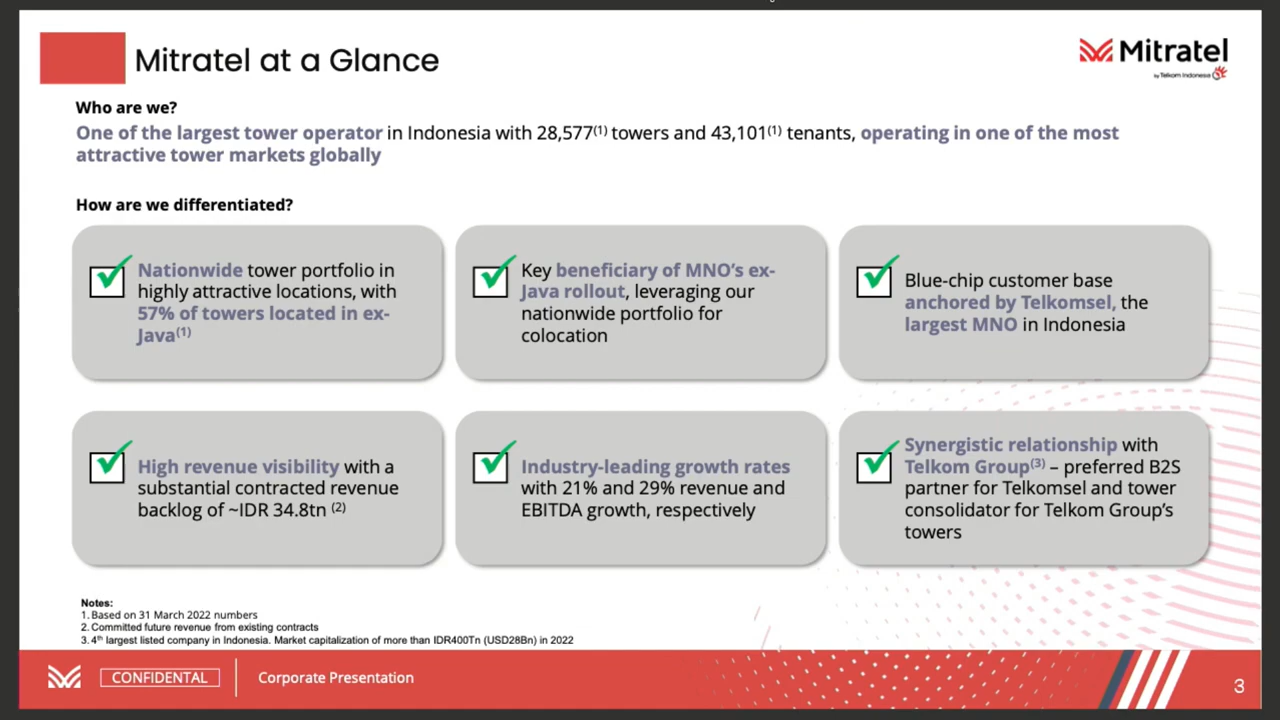 Mitratel at a Glance
Mitratel
by Telkom Indonesia
Who are we?
One of the largest tower operator in Indonesia with 28,577(1) towers and 43,101(1) tenants, operating in one of the most
attractive tower markets globally
How are we differentiated?
Nationwide tower portfolio in
highly attractive locations, with
57% of towers located in ex-
Java(1)
Key beneficiary of MNO’s ex-
Java rollout, leveraging our
nationwide portfolio for
colocation
Blue-chip customer base
anchored by Telkomsel, the
largest MNO in Indonesia
High revenue visibility with a
substantial contracted revenue
backlog of ~IDR 34.8tn (2)
Industry-leading growth rates
with 21% and 29% revenue and
EBITDA growth, respectively
Synergistic relationship with
Telkom Group(3) – preferred B2S
partner for Telkomsel and tower
consolidator for Telkom Group’s
towers
Notes:
1. Based on 31 March 2022 numbers
2. Committed future revenue from existing contracts
3. 4th largest listed company in Indonesia. Market capitalization of more than IDR400Tn (USD28Bn) in 2022
CONFIDENTIAL
Corporate Presentation
3